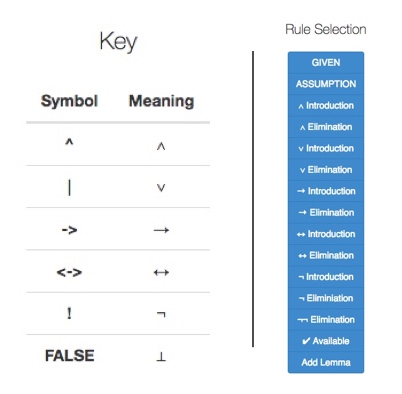 Key
Symbol Meaning
^ ∧
| ∨
-> →
<-> ↔
! ¬
FALSE ⊥
Rule Selection
GIVEN
ASSUMPTION
∧ Introduction
∧ Elimination
∨ Introduction
∨ Elimination
→ Introduction
→ Elimination
↔ Introduction
↔ Elimination
¬ Introduction
¬ Eliminiation
¬¬ Elimination
✔ Available
Add Lemma